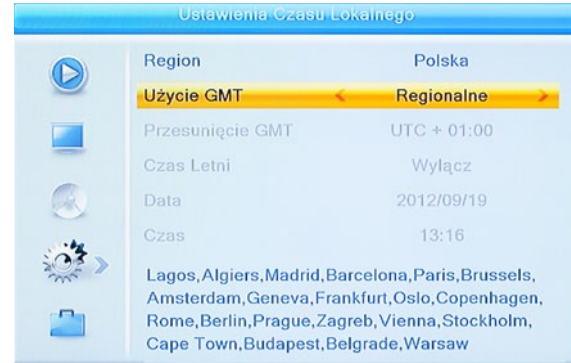 Ustawienia Czasu Lokalnego
Region Polska
Użycie GMT Regionalne
Przesunięcie GMT UTC + 01:00
Czas Letni Wyłącz
Data 2012/09/19
Czas 13:16
Lagos,Algiers,Madrid,Barcelona,Paris,Brussels,
Amsterdam,Geneva,Frankfurt,Oslo,Copenhagen,
Rome,Berlin,Prague,Zagreb,Vienna,Stockholm,
Cape Town,Budapest,Belgrade,Warsaw